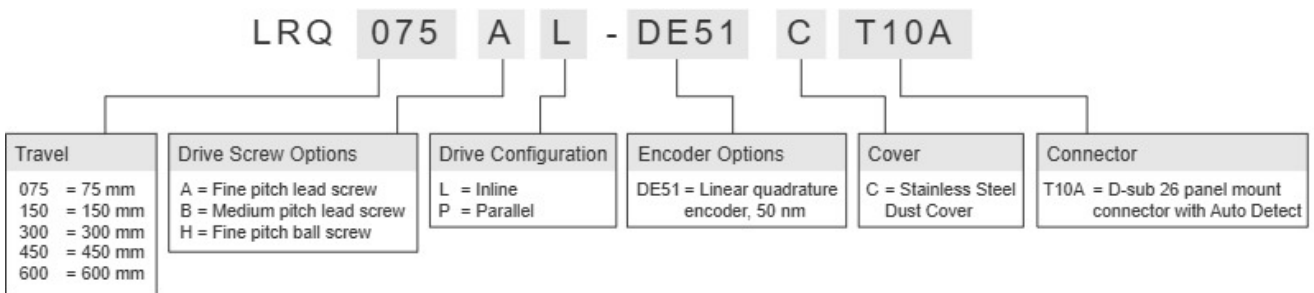 LRQ 075 A L - DE51 C T10A
Travel
075 = 75 mm
150 = 150 mm
300 = 300 mm
450 = 450 mm
600 = 600 mm
Drive Screw Options
A = Fine pitch lead screw
B = Medium pitch lead screw
H = Fine pitch ball screw
Drive Configuration
L = Inline
P = Parallel
Encoder Options
DE51 = Linear quadrature
encoder, 50 nm
Cover
C = Stainless Steel
Dust Cover
Connector
T10A = D-sub 26 panel mount
connector with Auto Detect